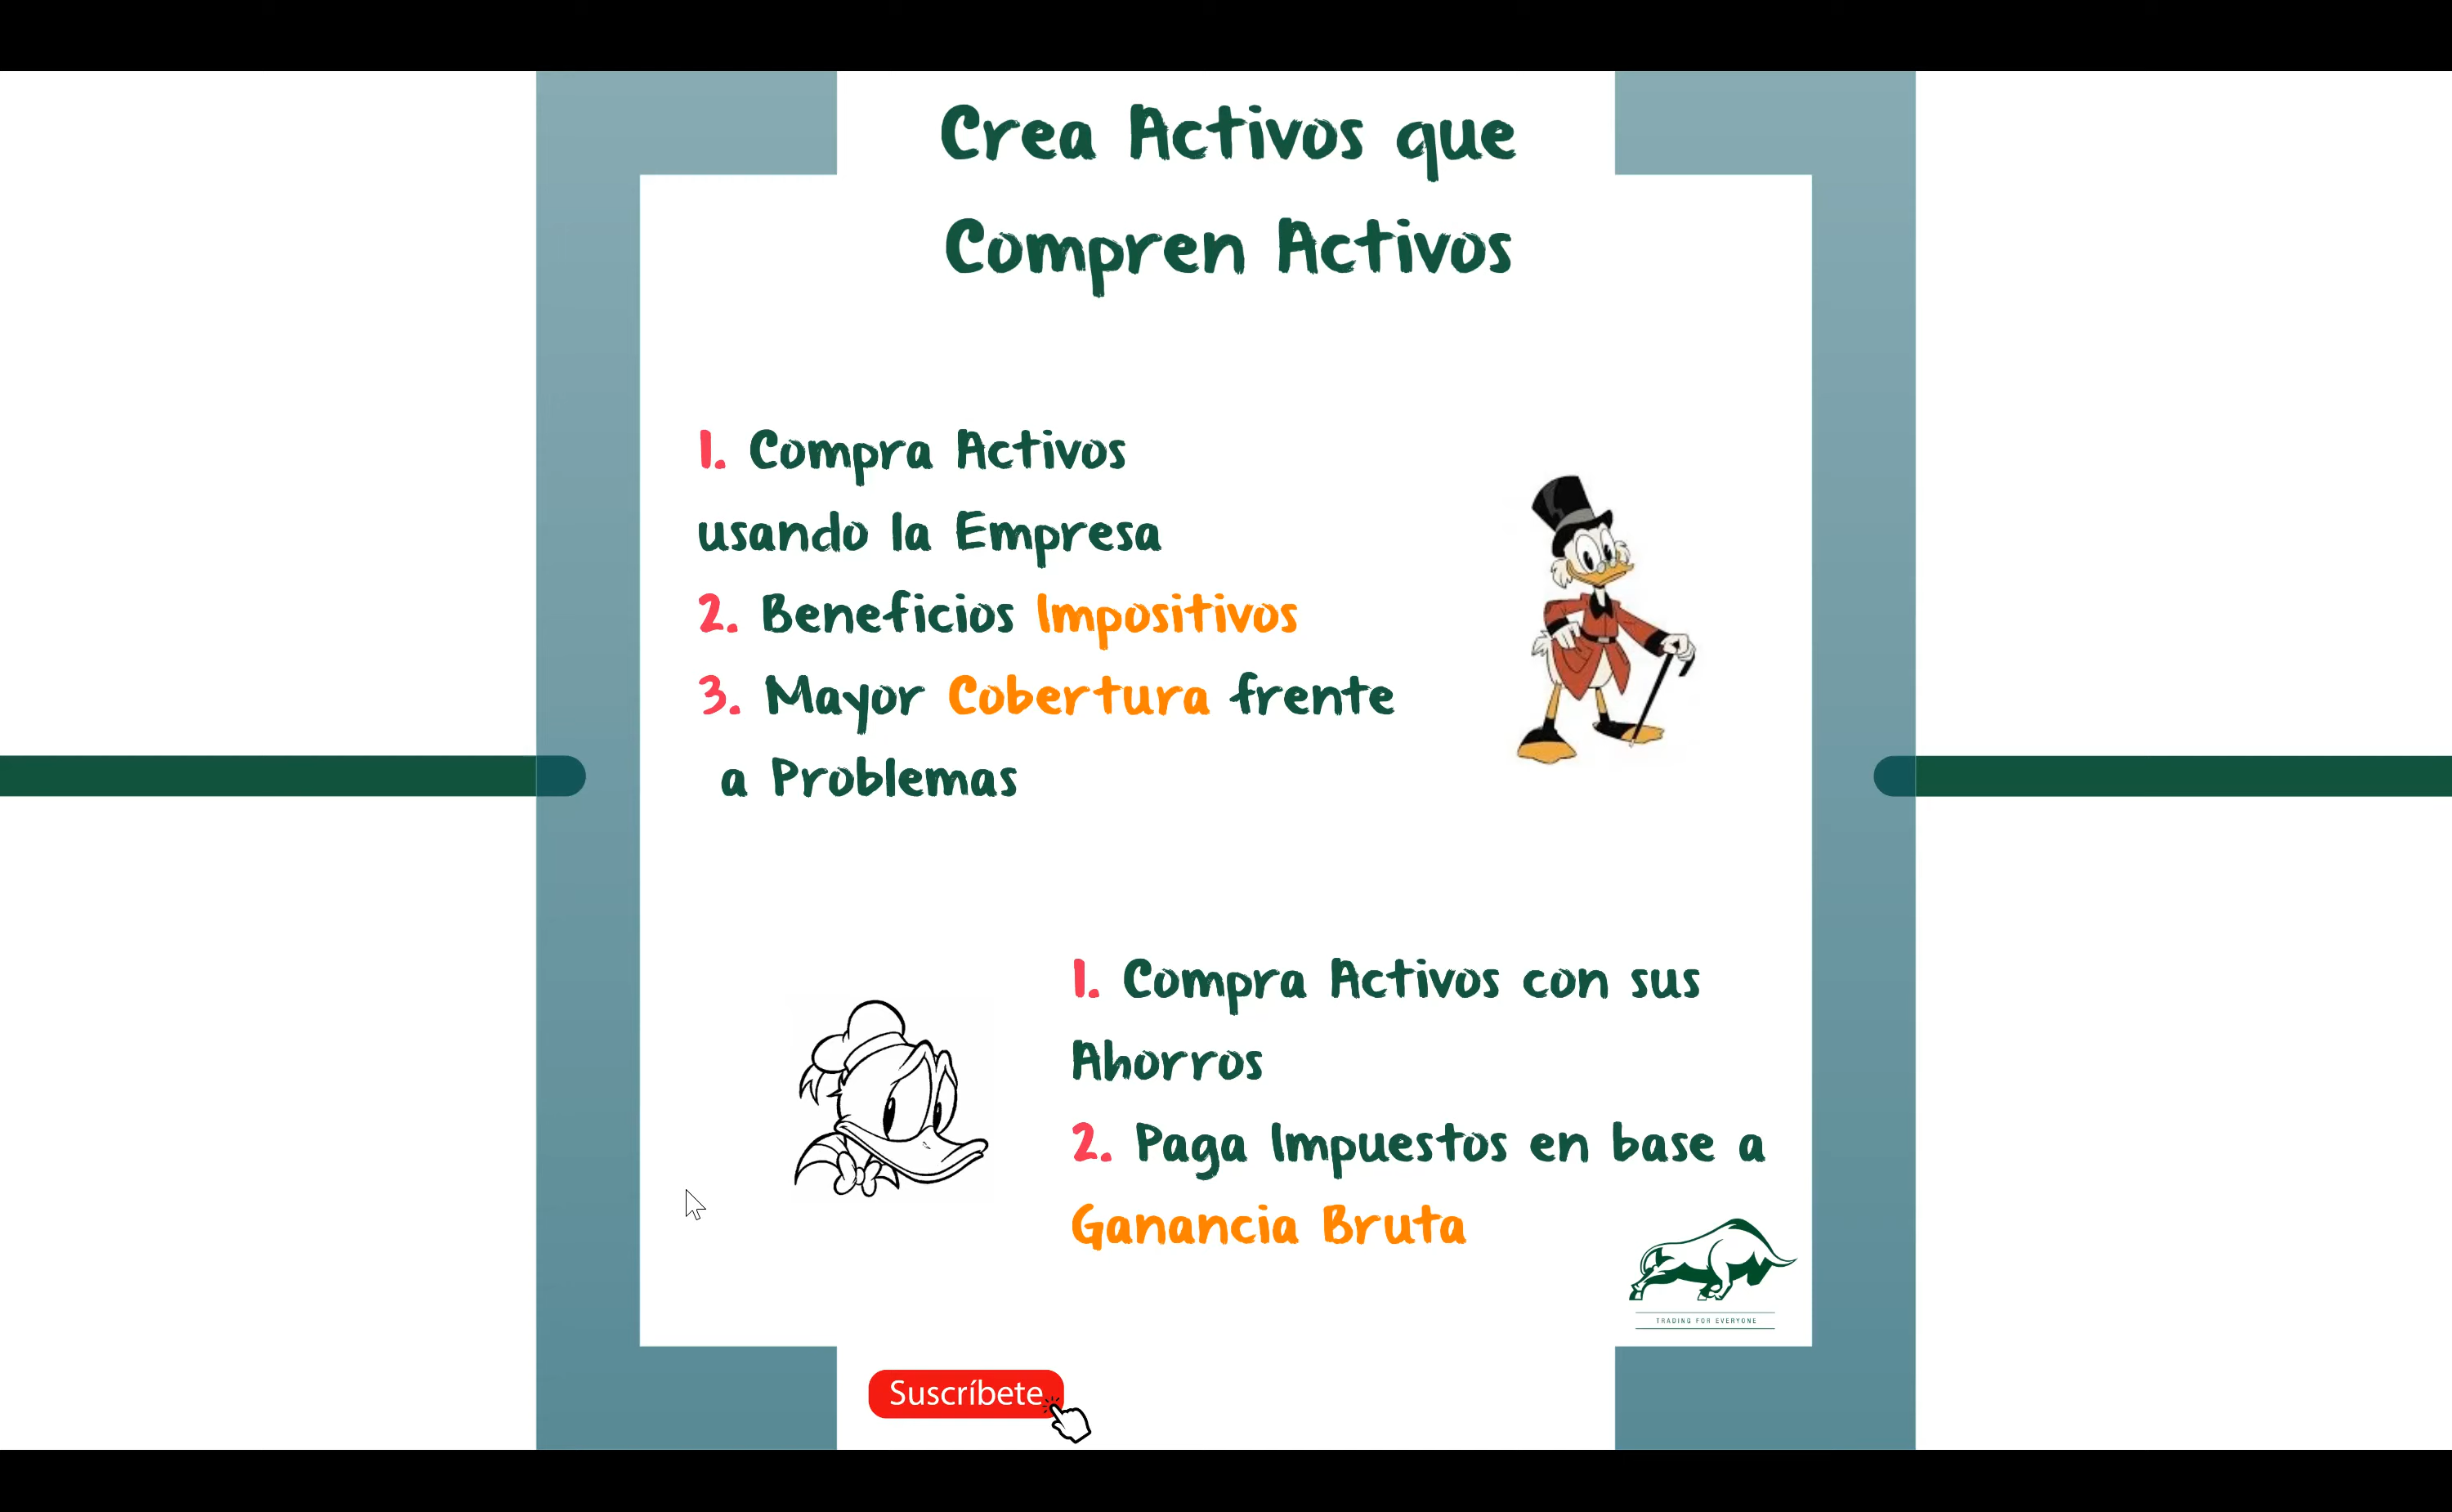 Crea Activos que
Compren Activos
1. Compra Activos
usando la Empresa
2. Beneficios Impositivos
3. Mayor Cobertura frente
a Problemas
1. Compra Activos con sus
Ahorros
2. Paga Impuestos en base a
Ganancia Bruta
TRADING FOR EVERYONE
Suscríbete